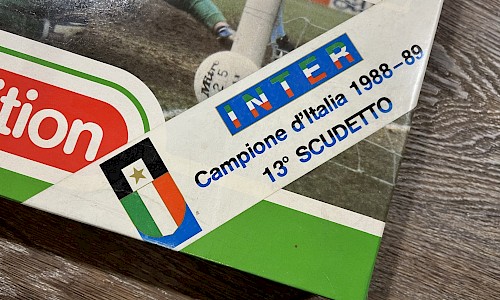 INTER
Campione d'Italia 1988-89
13° SCUDETTO
ition